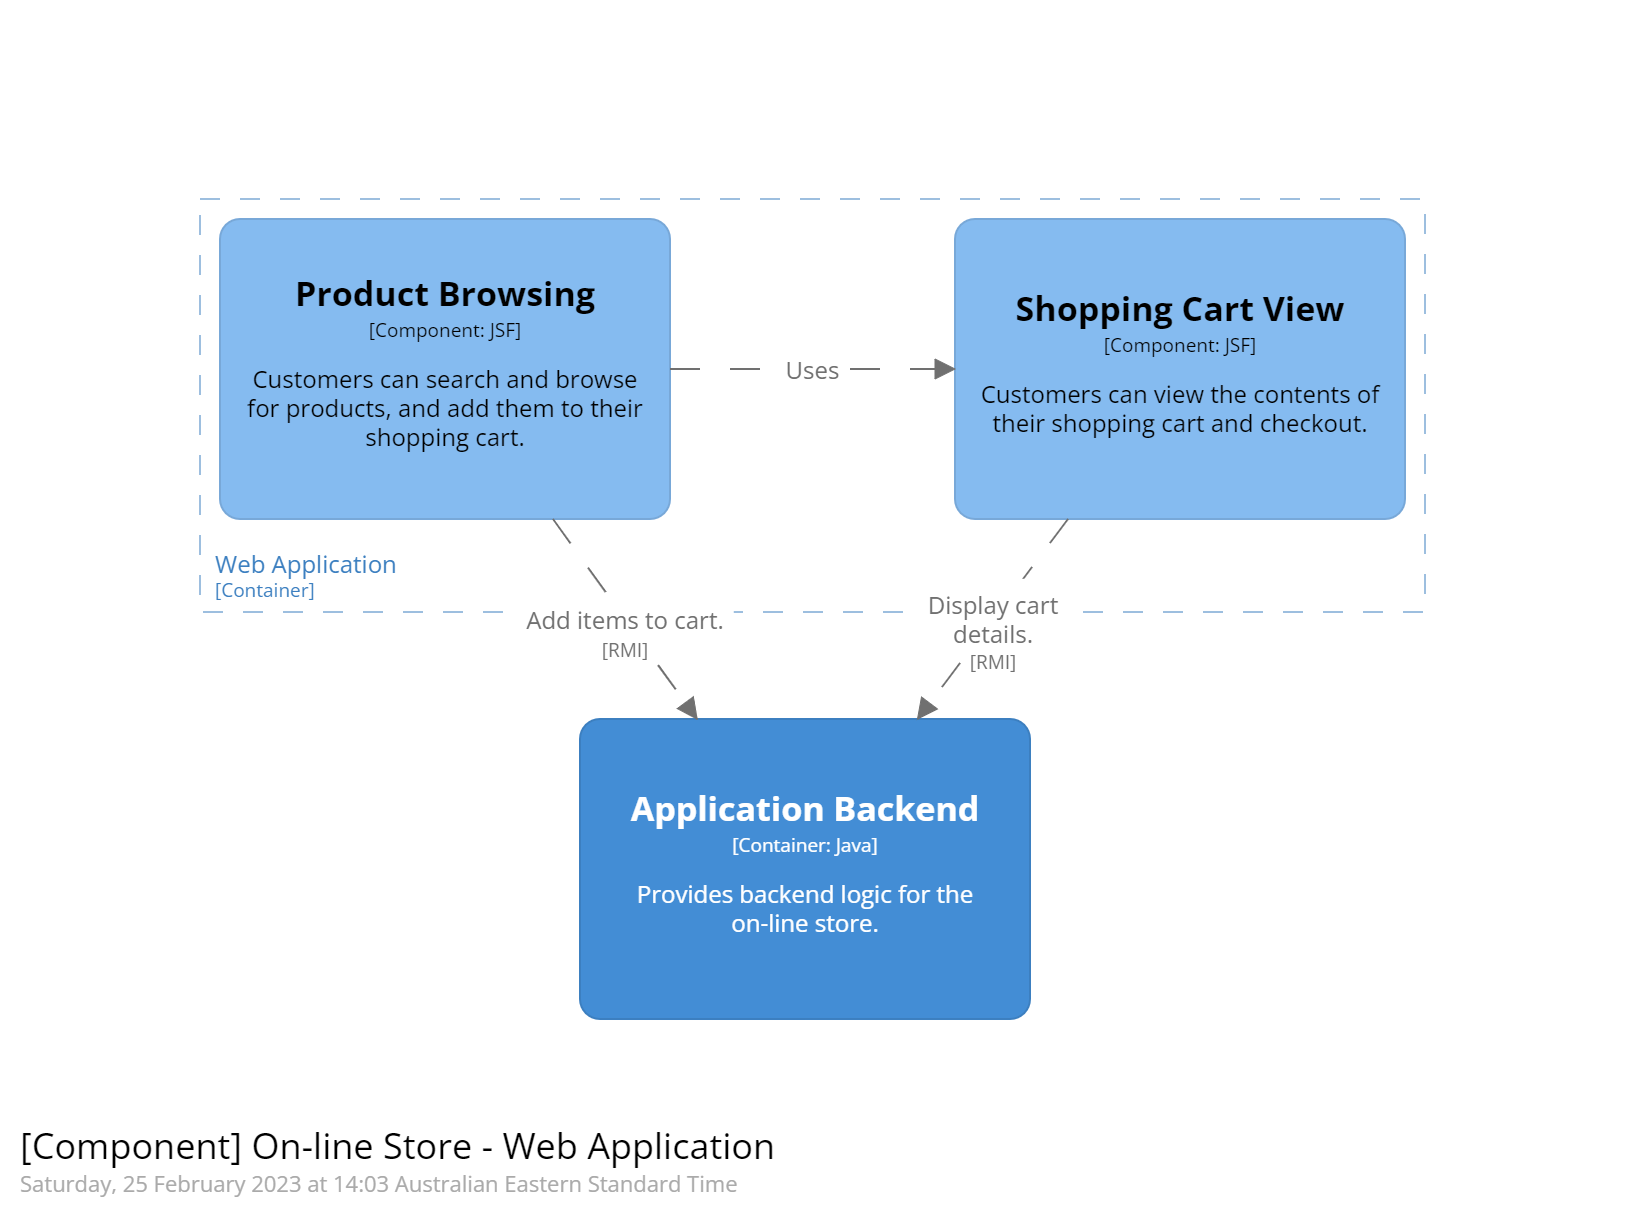 Product Browsing
[Component: JSF]
Customers can search and browse
for products, and add them to their
shopping cart.
Uses
Shopping Cart View
[Component: JSF]
Customers can view the contents of
their shopping cart and checkout.
Web Application
[Container]
Add items to cart.
[RMI]
Display cart
details.
[RMI]
Application Backend
[Container: Java]
Provides backend logic for the
on-line store.
[Component] On-line Store - Web Application
Saturday, 25 February 2023 at 14:03 Australian Eastern Standard Time